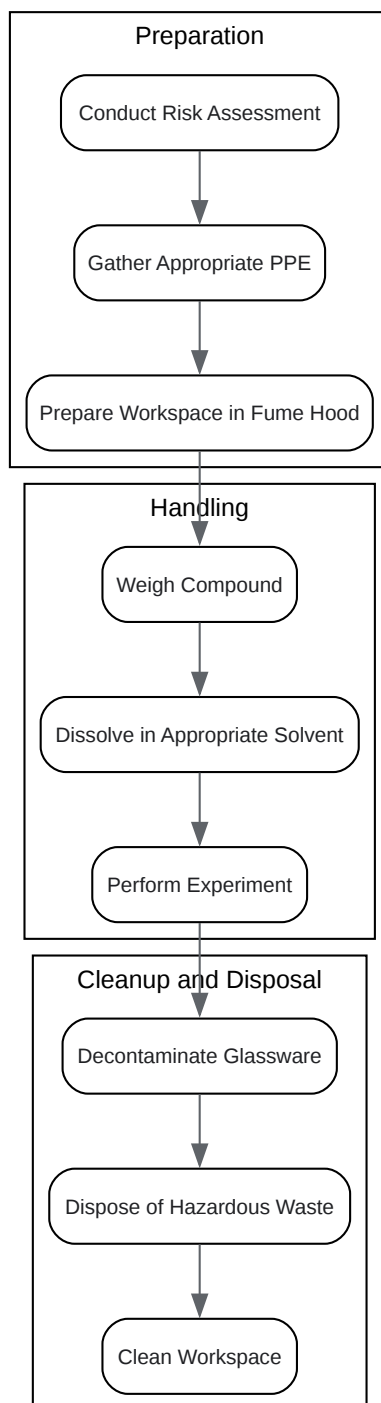 Preparation
Conduct Risk Assessment
Gather Appropriate PPE
Prepare Workspace in Fume Hood
Handling
Weigh Compound
Dissolve in Appropriate Solvent
Perform Experiment
Cleanup and Disposal
Decontaminate Glassware
Dispose of Hazardous Waste
Clean Workspace